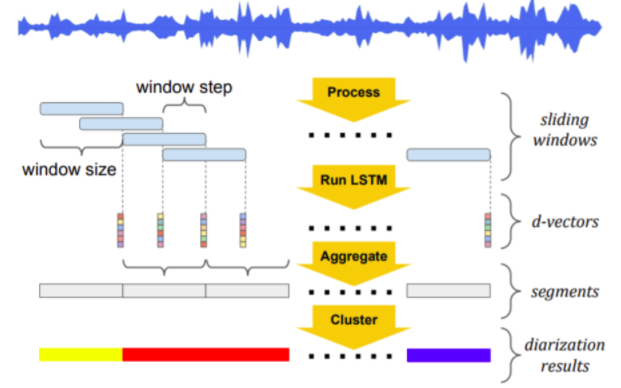 window step
Process
sliding
windows
window size
Run LSTM
d-vectors
Aggregate
segments
Cluster
diarization
results